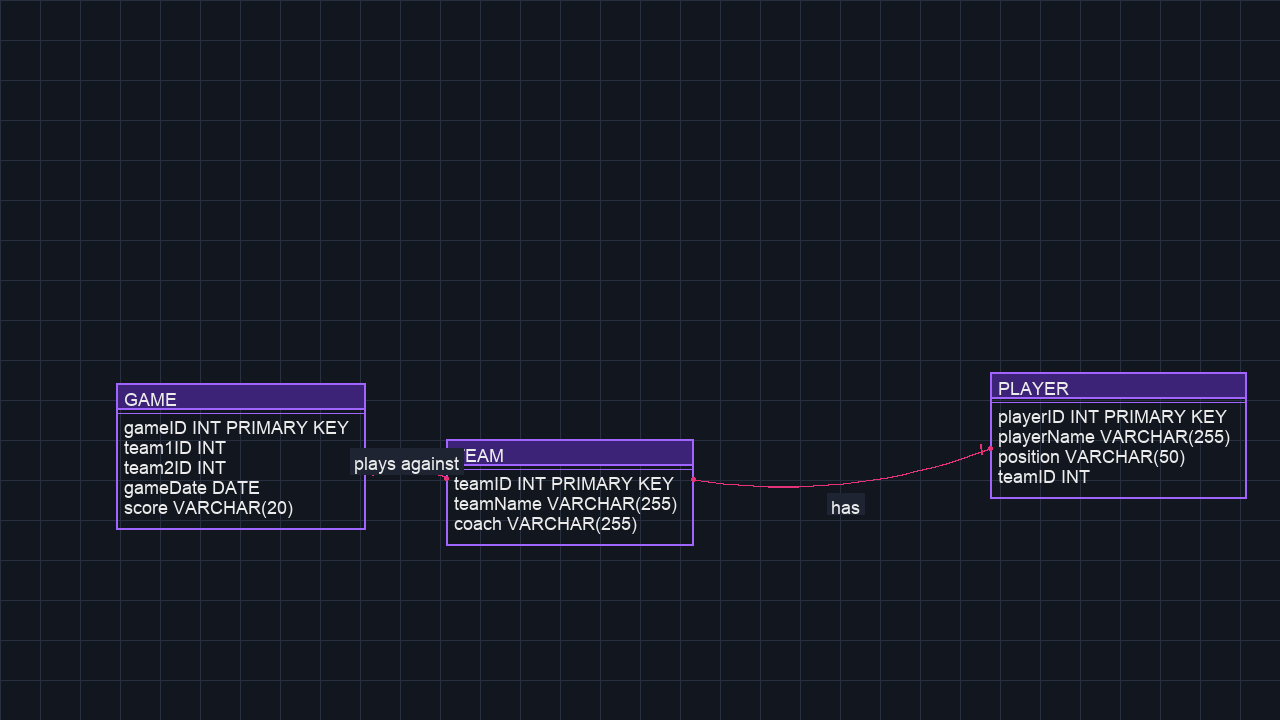 GAME
gameID INT PRIMARY KEY
team1ID INT
team2ID INT
gameDate DATE
score VARCHAR(20)
plays against
EAM
teamID INT PRIMARY KEY
teamName VARCHAR(255)
coach VARCHAR(255)
has
PLAYER
playerID INT PRIMARY KEY
playerName VARCHAR(255)
position VARCHAR(50)
teamID INT